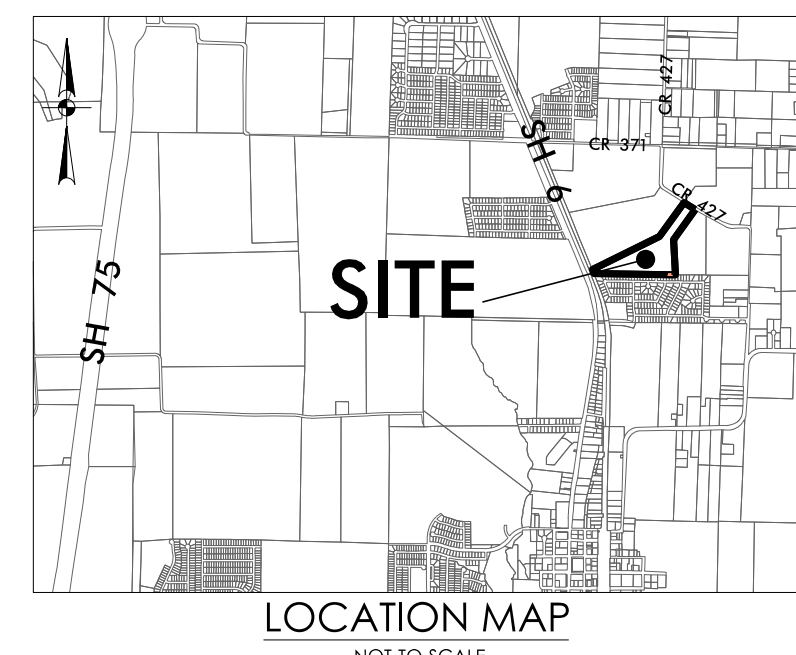 CR 427
SH 6
CR 371
CR 427
SH 75
SITE
LOCATION MAP
NOT TO SCALE